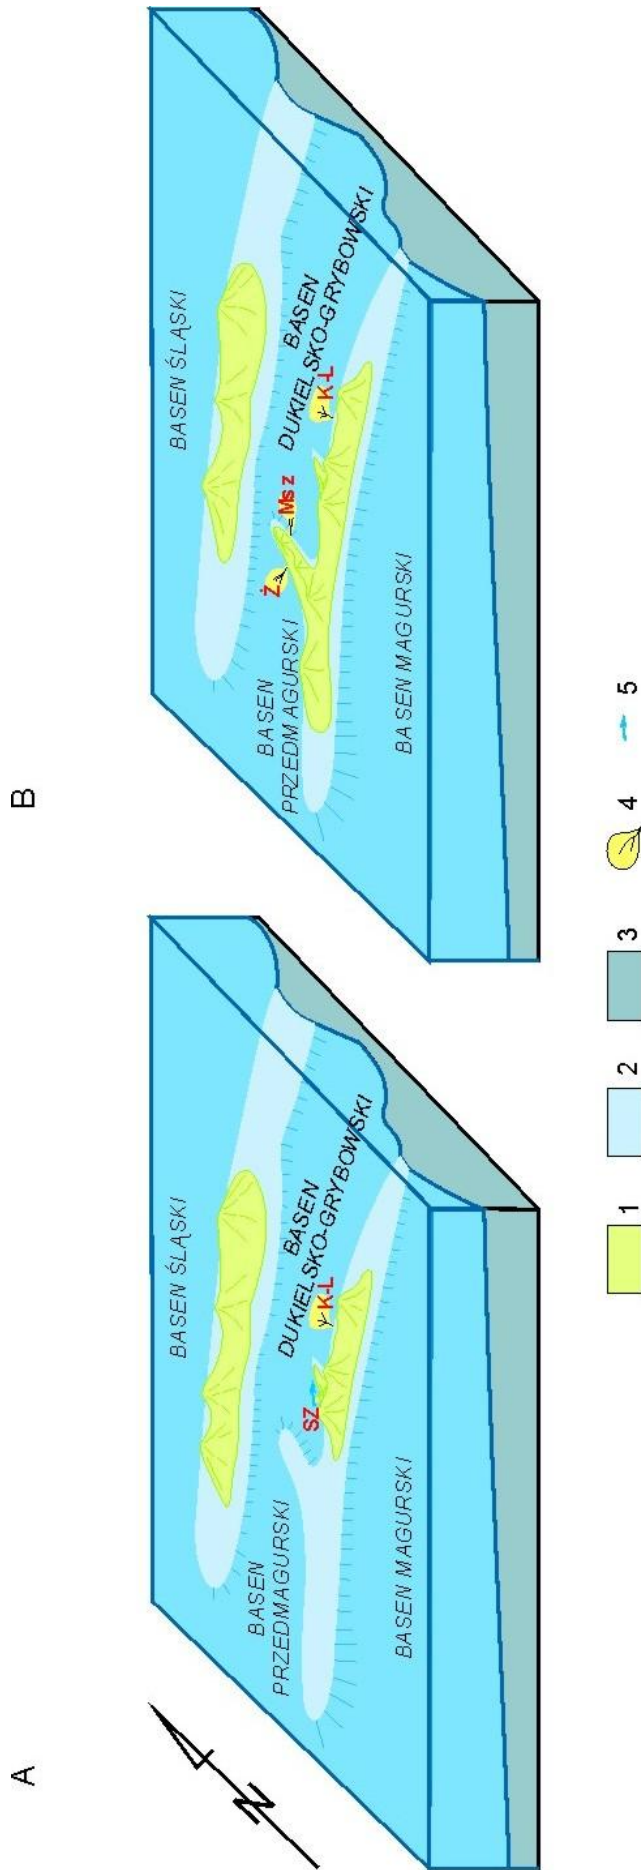 A
N
BASEN ŚLĄSKI
BASEN
PRZEDMAGURSKI
BASEN
DUKIELSKO-GRYBOWSKI
SZ
K-L
BASEN MAGURSKI
B
BASEN ŚLĄSKI
BASEN
PRZEDMAGURSKI
BASEN
DUKIELSKO-GRYBOWSKI
Ż
Msz
K-L
BASEN MAGURSKI
1
2
3
4
5